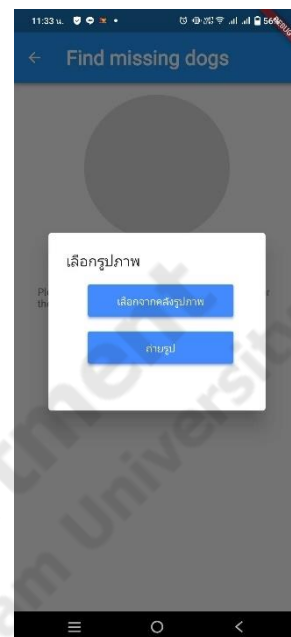 11:33 น. 56%
Find missing dogs
เลือกรูปภาพ
เลือกจากคลังรูปภาพ
ถ่ายรูป